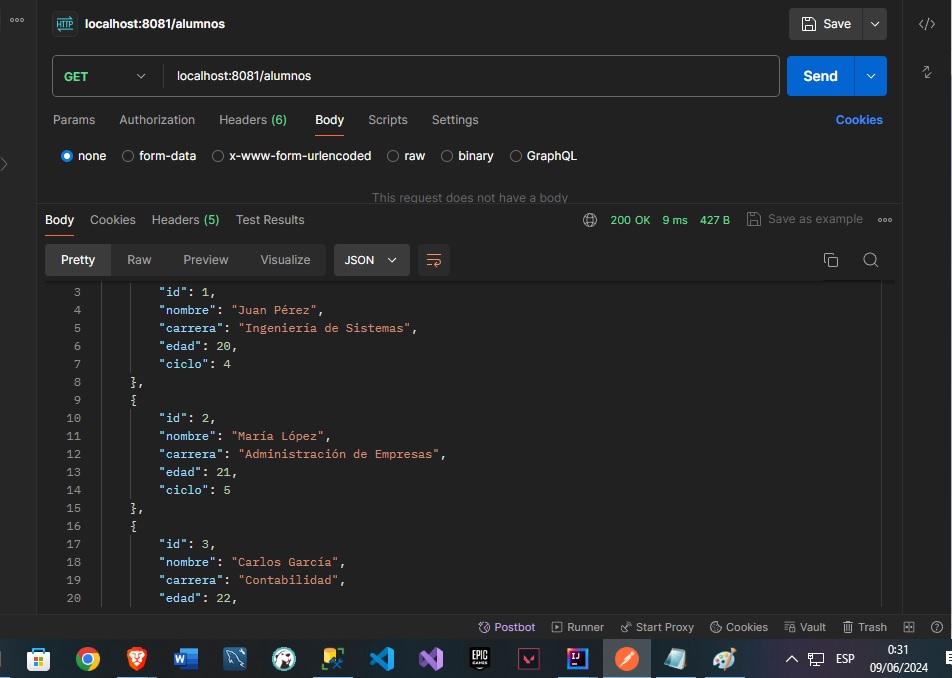 HTTP localhost:8081/alumnos Save
GET localhost:8081/alumnos Send
Params Authorization Headers (6) Body Scripts Settings Cookies
none form-data x-www-form-urlencoded raw binary GraphQL
This request does not have a body
Body Cookies Headers (5) Test Results 200 OK 9 ms 427 B Save as example
Pretty Raw Preview Visualize JSON
3 "id": 1,
4 "nombre": "Juan Pérez",
5 "carrera": "Ingeniería de Sistemas",
6 "edad": 20,
7 "ciclo": 4
8 },
9 {
10 "id": 2,
11 "nombre": "María López",
12 "carrera": "Administración de Empresas",
13 "edad": 21,
14 "ciclo": 5
15 },
16 {
17 "id": 3,
18 "nombre": "Carlos García",
19 "carrera": "Contabilidad",
20 "edad": 22,
Postbot Runner Start Proxy Cookies Vault Trash
W EPIC GAMES IJ ESP 0:31
09/06/2024